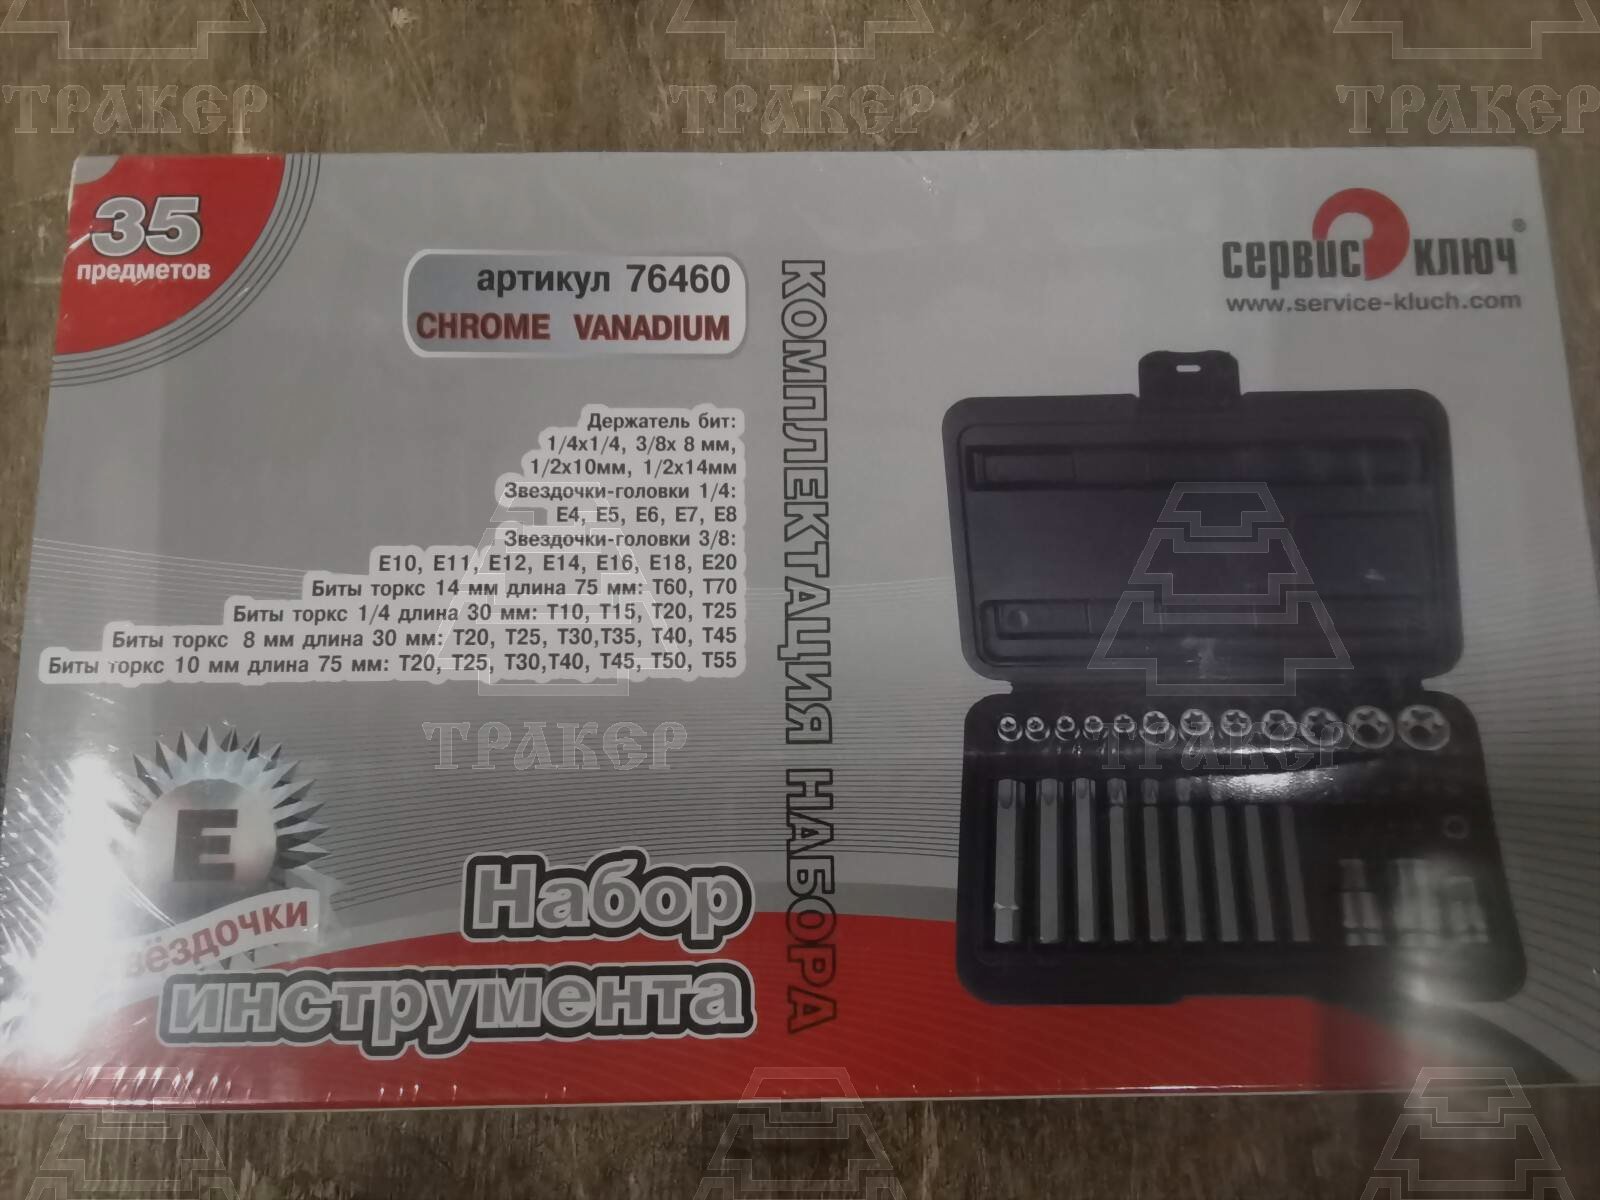 35
предметов
артикул 76460
CHROME VANADIUM
сервис ключ®
www.service-kluch.com
Держатель бит:
1/4x1/4, 3/8x 8 мм,
1/2x10мм, 1/2x14мм
Звездочки-головки 1/4:
E4, E5, E6, E7, E8
Звездочки-головки 3/8:
E10, E11, E12, E14, E16, E18, E20
Биты торкс 14 мм длина 75 мм: T60, T70
Биты торкс 1/4 длина 30 мм: T10, T15, T20, T25
Биты торкс 8 мм длина 30 мм: T20, T25, T30,T35, T40, T45
Биты торкс 10 мм длина 75 мм: T20, T25, T30,T40, T45, T50, T55
КОМПЛЕКТАЦИЯ НАБОРА
E
звёздочки
Набор
инструмента
ТРАКЕР
ТРАКЕР
ТРАКЕР
ТРАКЕР
ТРАКЕР